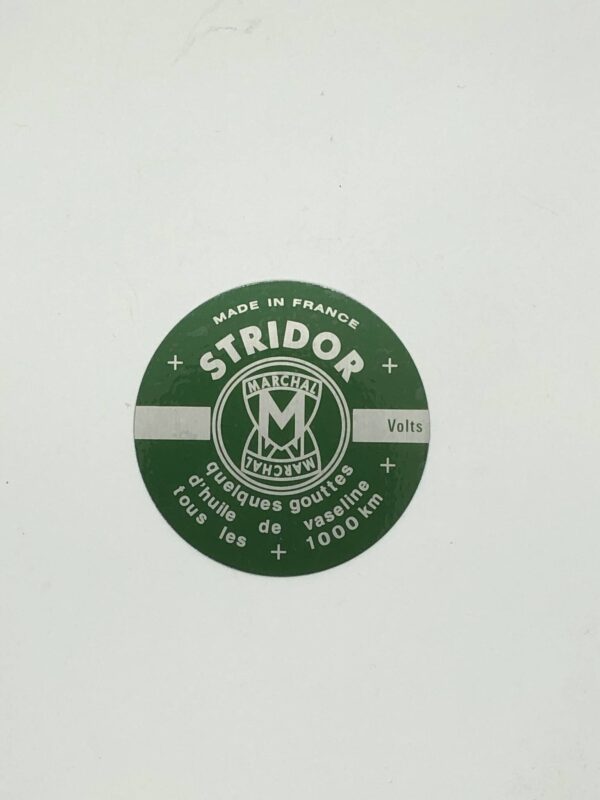 MADE IN FRANCE
STRIDOR
MARCHAL
M
MARCHAL
Volts
quelques gouttes
d'huile de vaseline
tous les 1000 km